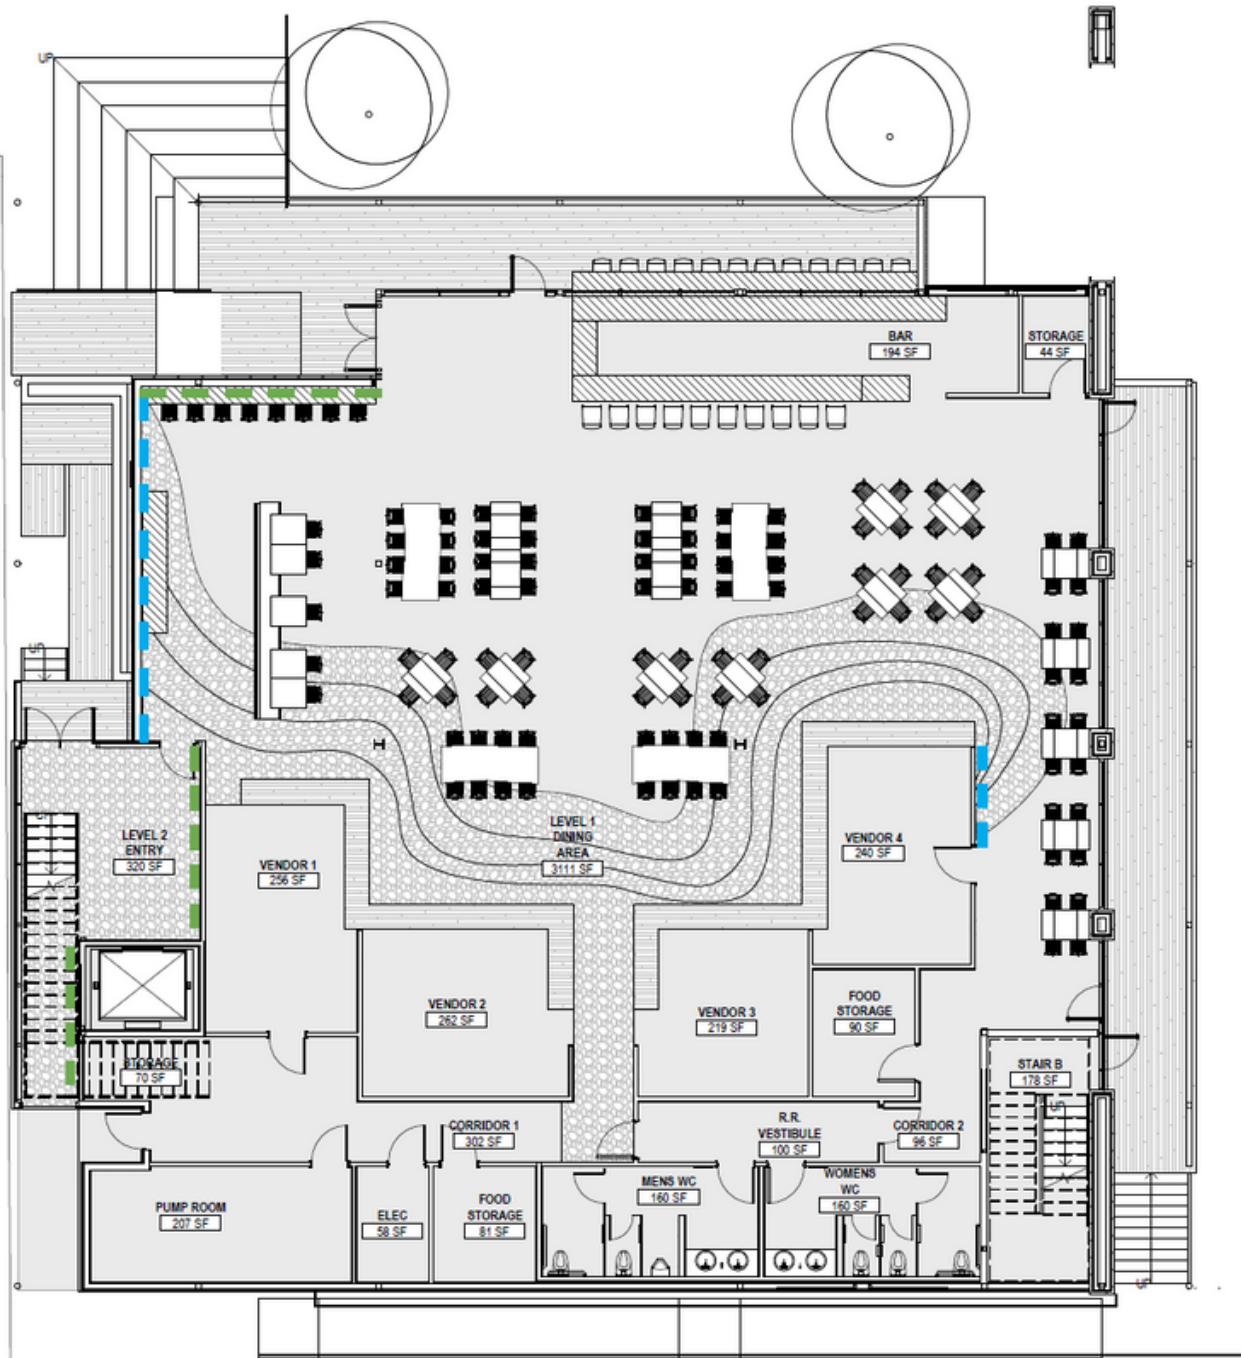 UP
BAR
194 SF
STORAGE
44 SF
UP
LEVEL 2
ENTRY
320 SF
UP
VENDOR 1
256 SF
LEVEL 1
DINING
AREA
3111 SF
VENDOR 4
240 SF
VENDOR 2
262 SF
VENDOR 3
219 SF
FOOD
STORAGE
90 SF
STORAGE
70 SF
STAIR B
178 SF
UP
CORRIDOR 1
302 SF
R.R.
VESTIBULE
100 SF
CORRIDOR 2
96 SF
PUMP ROOM
207 SF
ELEC
58 SF
FOOD
STORAGE
81 SF
MENS WC
160 SF
WOMENS
WC
160 SF
UP